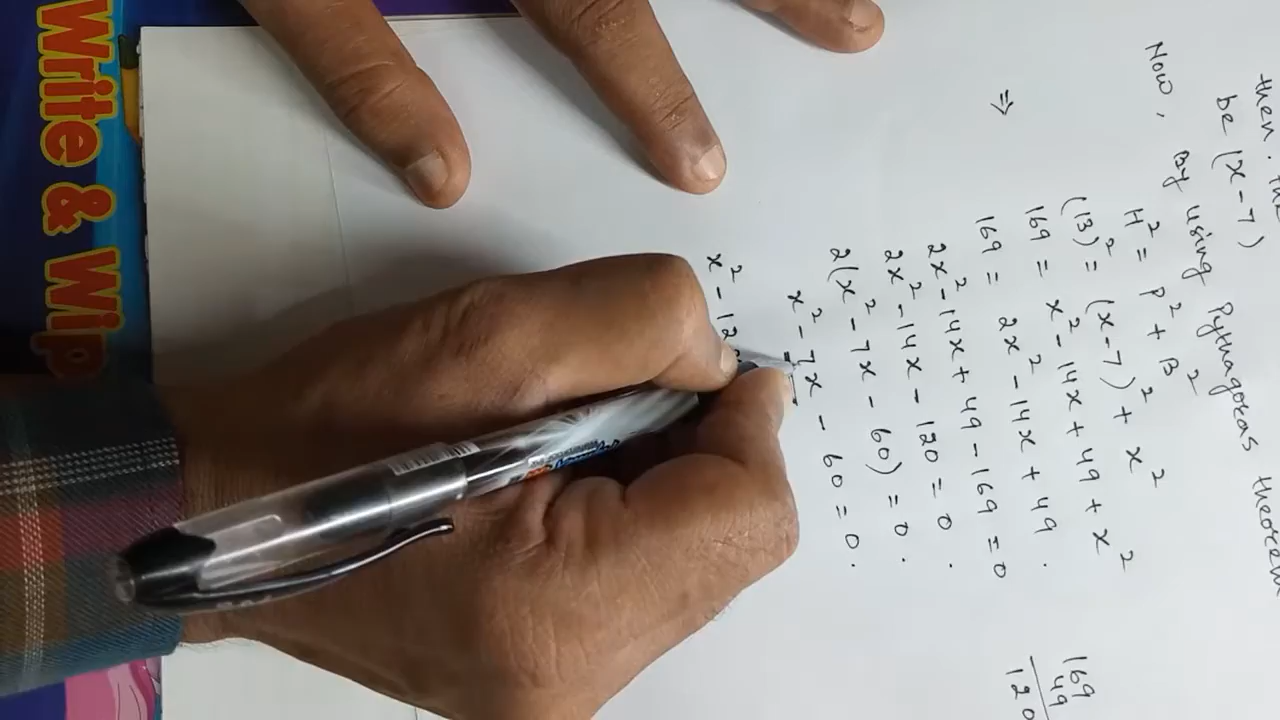 then. the
be (x-7)
Now, By using Pythagoras theorem
H² = P² + B²
(13)² = (x-7)² + x²
169 = x² - 14x + 49 + x²
⇒ 169 = 2x² - 14x + 49.
2x² - 14x + 49 - 169 = 0
2x² - 14x - 120 = 0.
2(x² - 7x - 60) = 0.
x² - 7x - 60 = 0.
x² - 12
169
49
120
Write & Wip